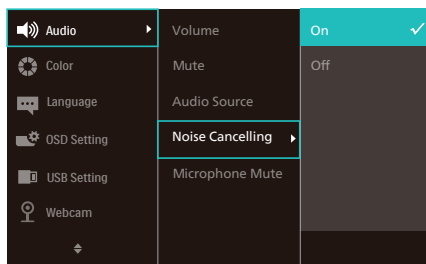 Audio
Color
Language
OSD Setting
USB Setting
Webcam
Volume
Mute
Audio Source
Noise Cancelling
Microphone Mute
On
Off